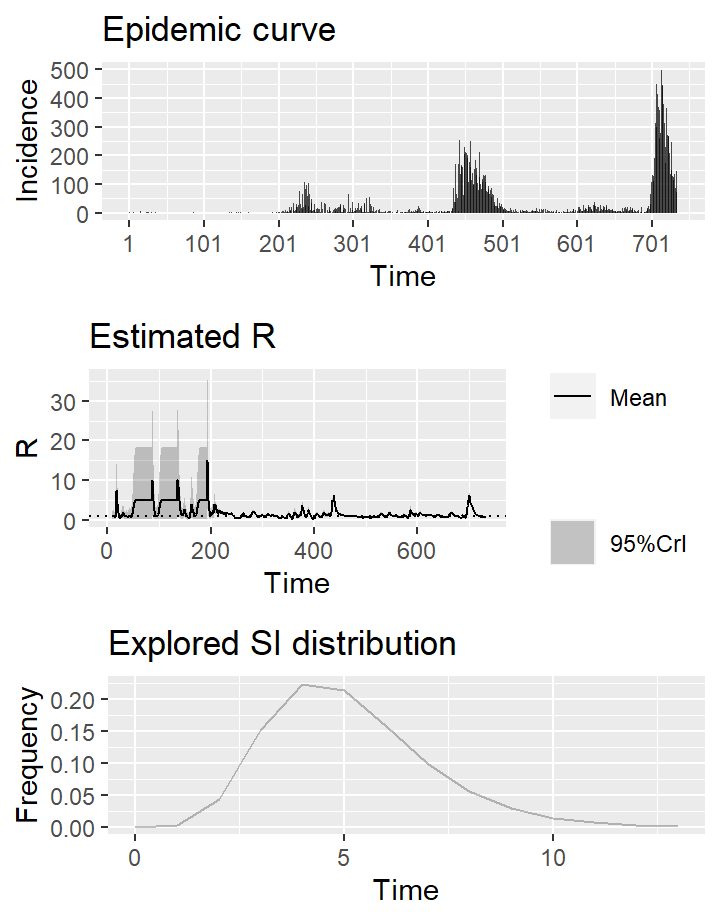 Epidemic curve
500
400
300
200
100
0
Incidence
1 101 201 301 401 501 601 701
Time
Estimated R
30
20
10
0
R
0 200 400 600
Time
Mean
95%CrI
Explored SI distribution
0.20
0.15
0.10
0.05
0.00
Frequency
0 5 10
Time